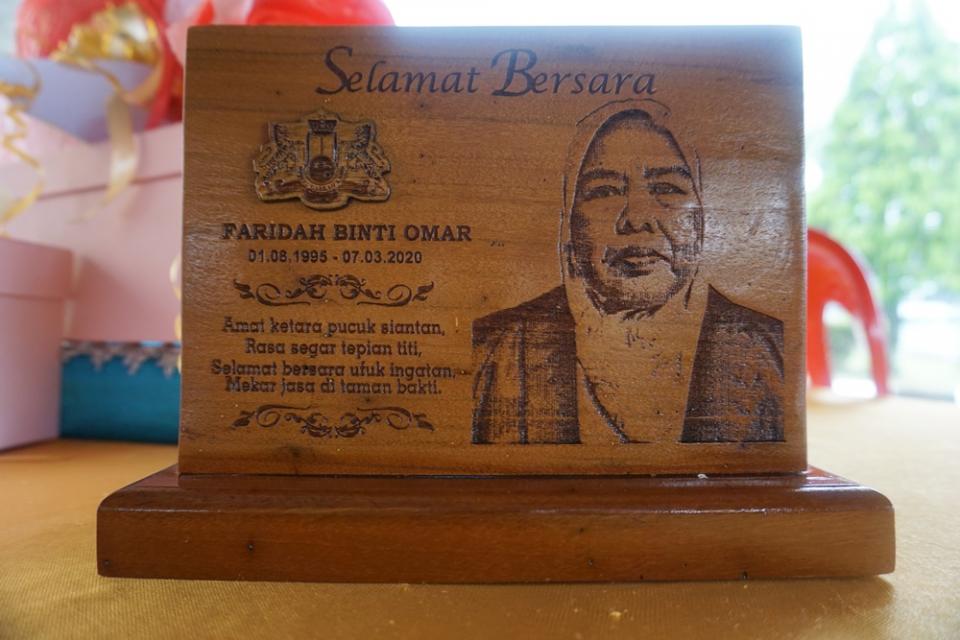 Selamat Bersara
FARIDAH BINTI OMAR
01.08.1995 - 07.03.2020
Amat ketara pucuk siantan,
Rasa segar tepian titi,
Selamat bersara ufuk ingatan,
Mekar jasa di taman bakti.